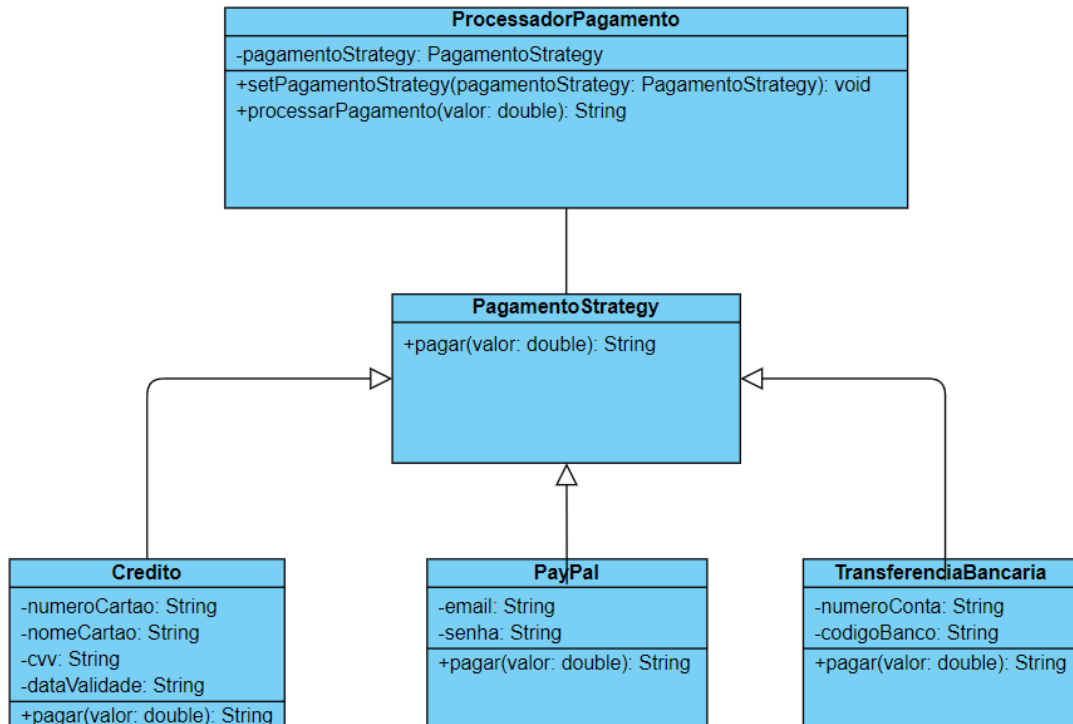 ProcessadorPagamento
-pagamentoStrategy: PagamentoStrategy
+setPagamentoStrategy(pagamentoStrategy: PagamentoStrategy): void
+processarPagamento(valor: double): String
PagamentoStrategy
+pagar(valor: double): String
Credito
-numeroCartao: String
-nomeCartao: String
-cvv: String
-dataValidade: String
+pagar(valor: double): String
PayPal
-email: String
-senha: String
+pagar(valor: double): String
TransferenciaBancaria
-numeroConta: String
-codigoBanco: String
+pagar(valor: double): String